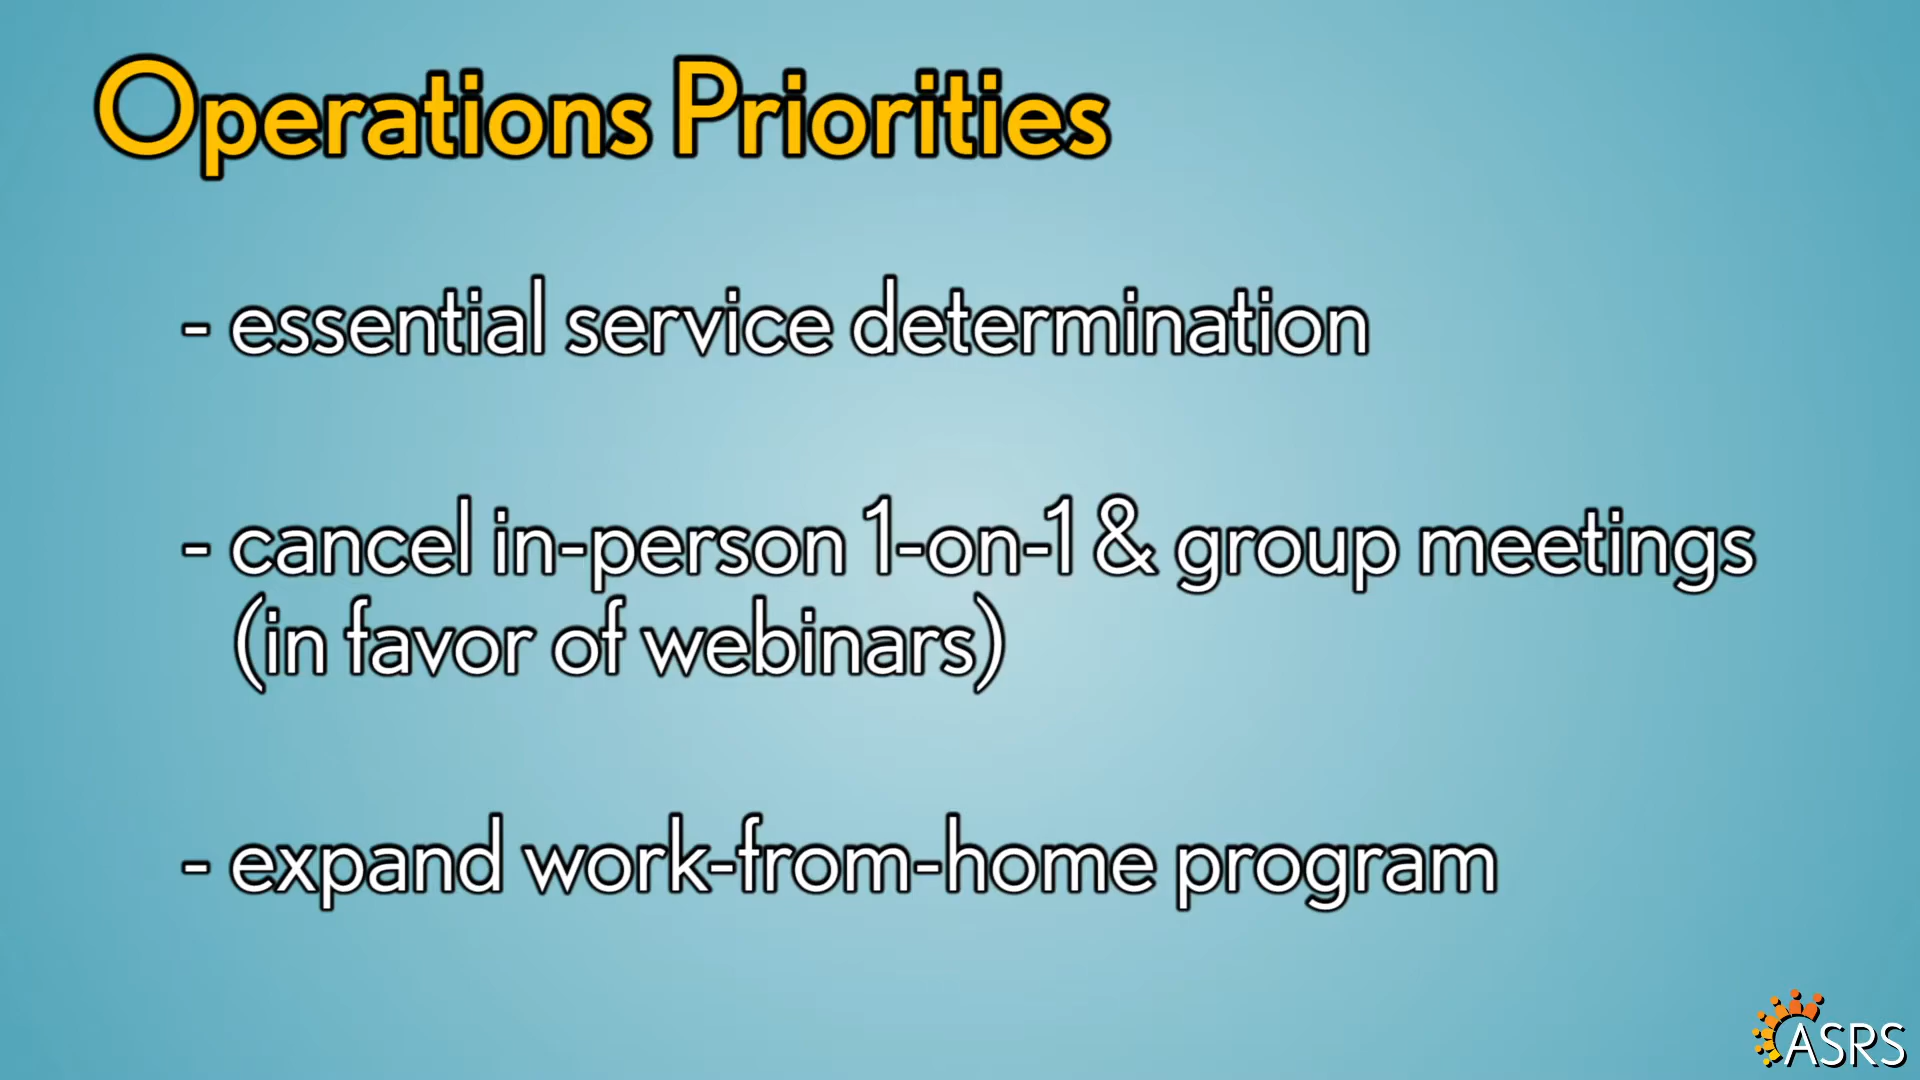 Operations Priorities
- essential service determination
- cancel in-person 1-on-1 & group meetings
(in favor of webinars)
- expand work-from-home program
ASRS